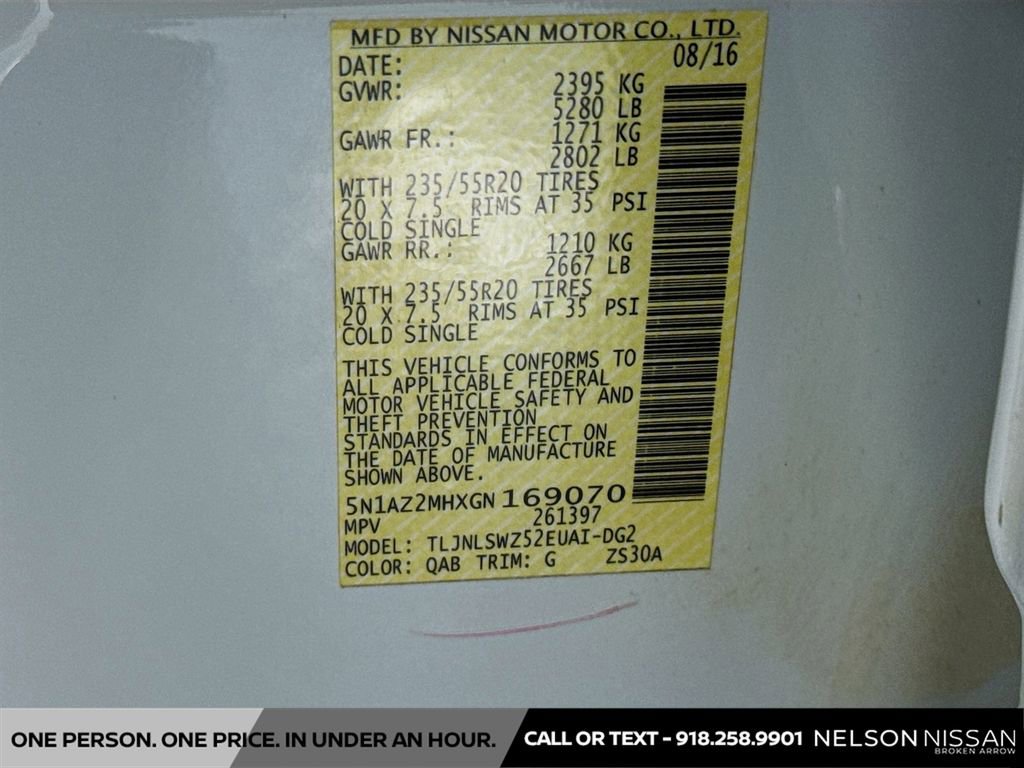 MFD BY NISSAN MOTOR CO., LTD.
DATE: 08/16
GVWR: 2395 KG
5280 LB
GAWR FR.: 1271 KG
2802 LB
WITH 235/55R20 TIRES
20 X 7.5 RIMS AT 35 PSI
COLD SINGLE
GAWR RR.: 1210 KG
2667 LB
WITH 235/55R20 TIRES
20 X 7.5 RIMS AT 35 PSI
COLD SINGLE
THIS VEHICLE CONFORMS TO
ALL APPLICABLE FEDERAL
MOTOR VEHICLE SAFETY AND
THEFT PREVENTION
STANDARDS IN EFFECT ON
THE DATE OF MANUFACTURE
SHOWN ABOVE.
5N1AZ2MHXGN169070
MPV 261397
MODEL: TLJNLSWZ52EUAI-DG2
COLOR: QAB TRIM: G ZS30A
ONE PERSON. ONE PRICE. IN UNDER AN HOUR. CALL OR TEXT - 918.258.9901 NELSON NISSAN
BROKEN ARROW